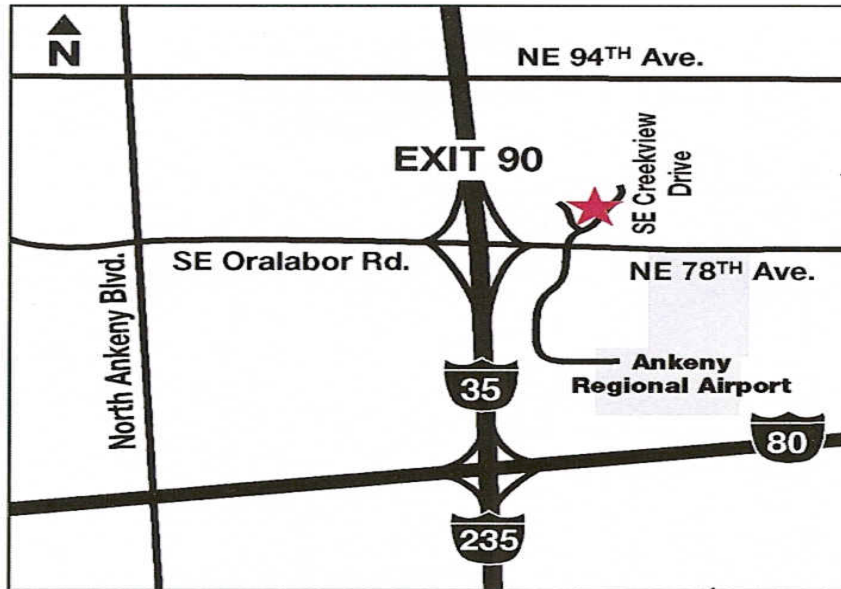 N
NE 94TH Ave.
EXIT 90
SE Creekview
Drive
SE Oralabor Rd.
NE 78TH Ave.
North Ankeny Blvd.
Ankeny
Regional Airport
35
80
235